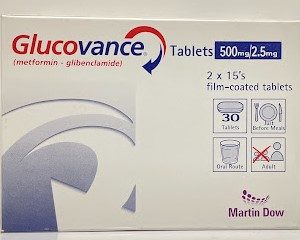 Glucovance®
(metformin - glibenclamide)
Tablets 500mg/2.5mg
2 x 15's
film-coated tablets
30
Tablets
Just
Before Meals
Oral Route
Adult
Martin Dow